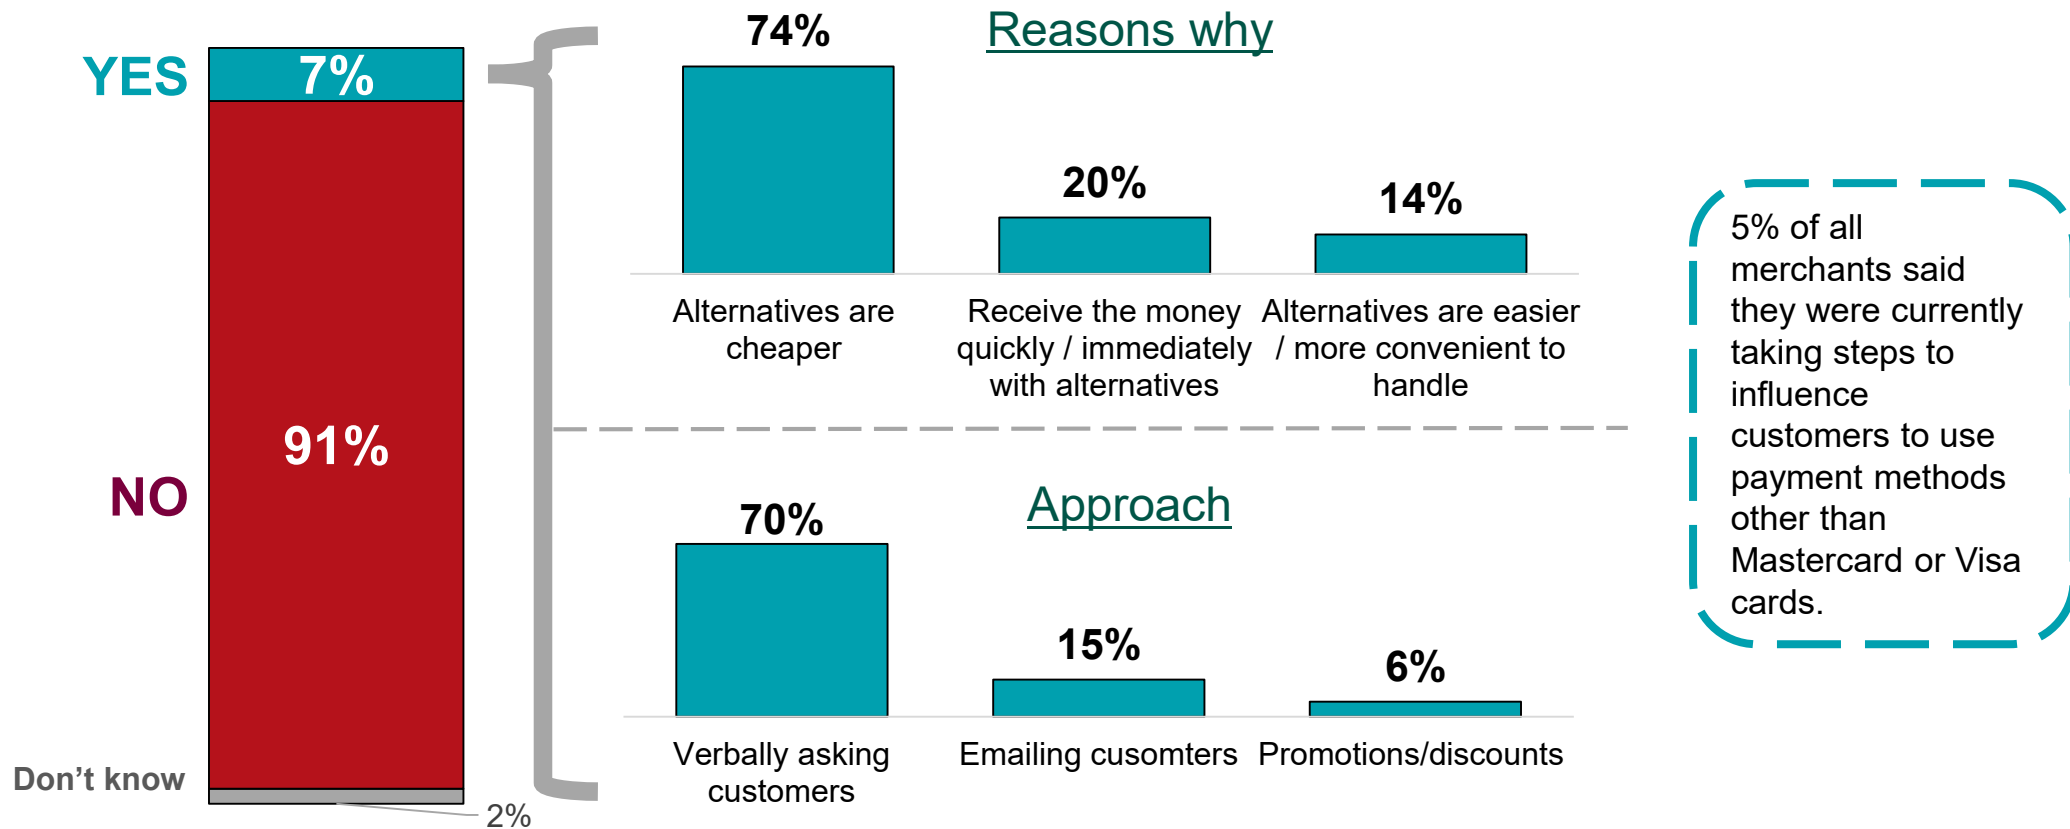 YES
7%
NO
91%
Don’t know
2%
Reasons why
74%
20%
14%
Alternatives are
cheaper
Receive the money
quickly / immediately
with alternatives
Alternatives are easier
/ more convenient to
handle
Approach
70%
15%
6%
Verbally asking
customers
Emailing cusomters
Promotions/discounts
5% of all
merchants said
they were currently
taking steps to
influence
customers to use
payment methods
other than
Mastercard or Visa
cards.